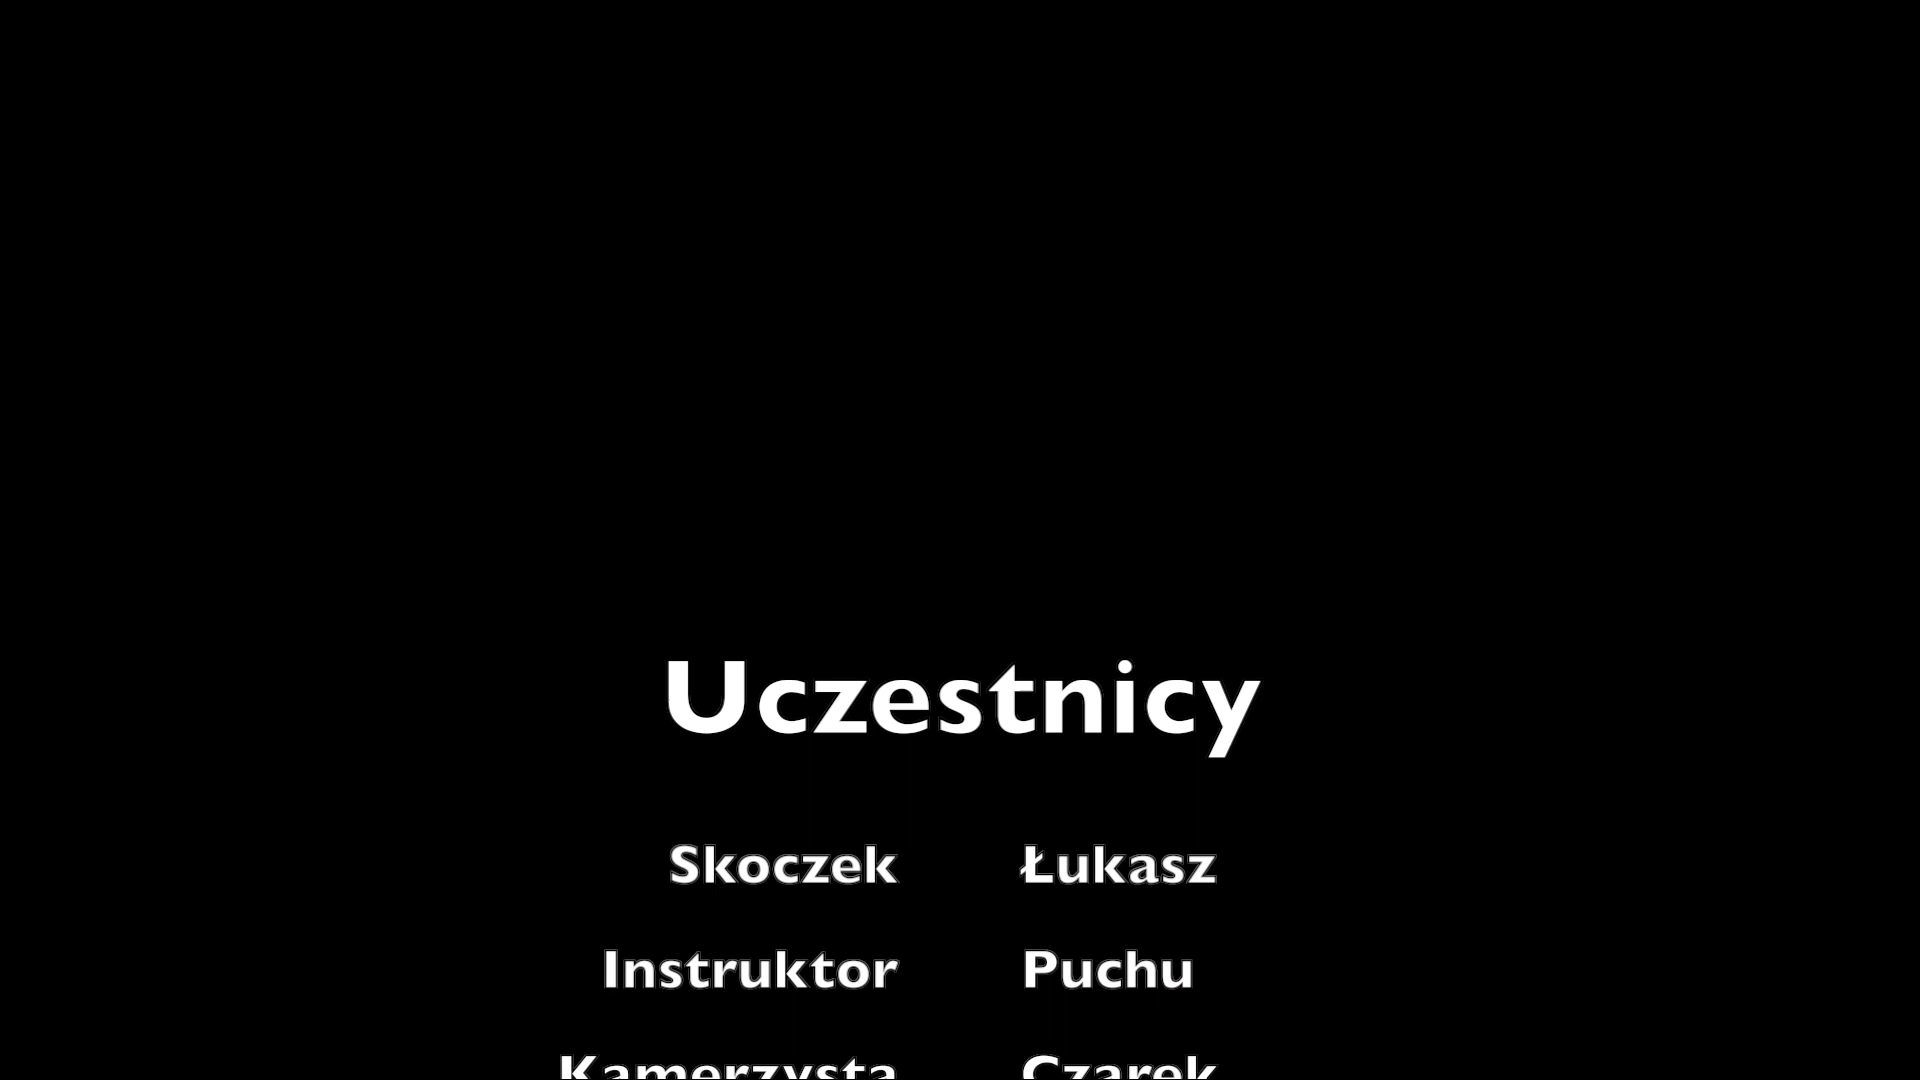 Uczestnicy
Skoczek Łukasz
Instruktor Puchu
Kamerzysta Czarek